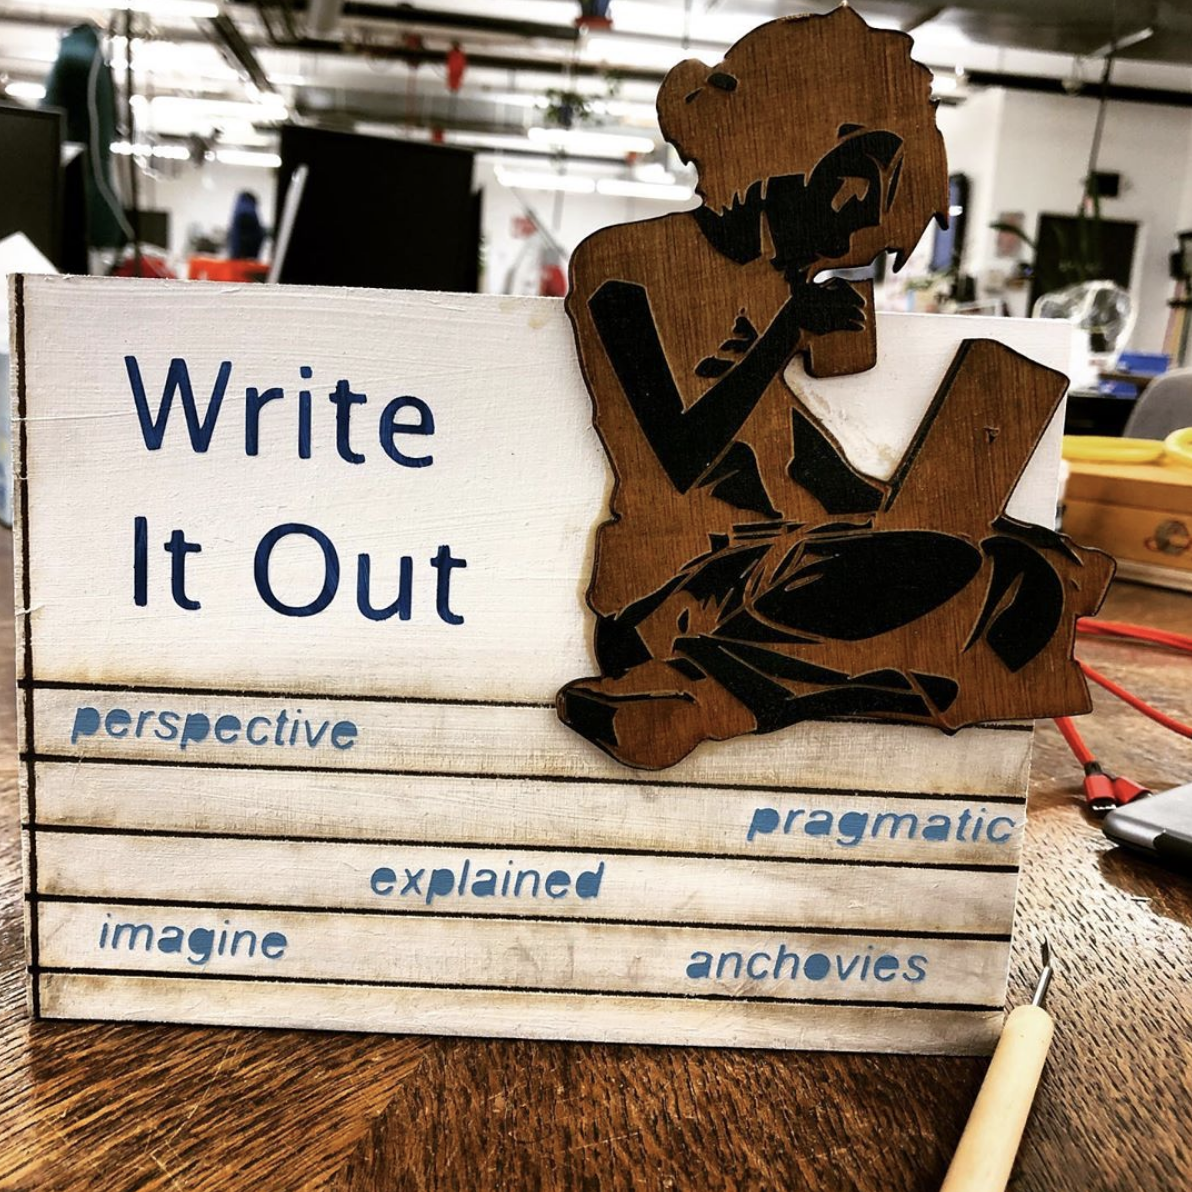 Write
It Out
perspective
pragmatic
explained
imagine
anchovies